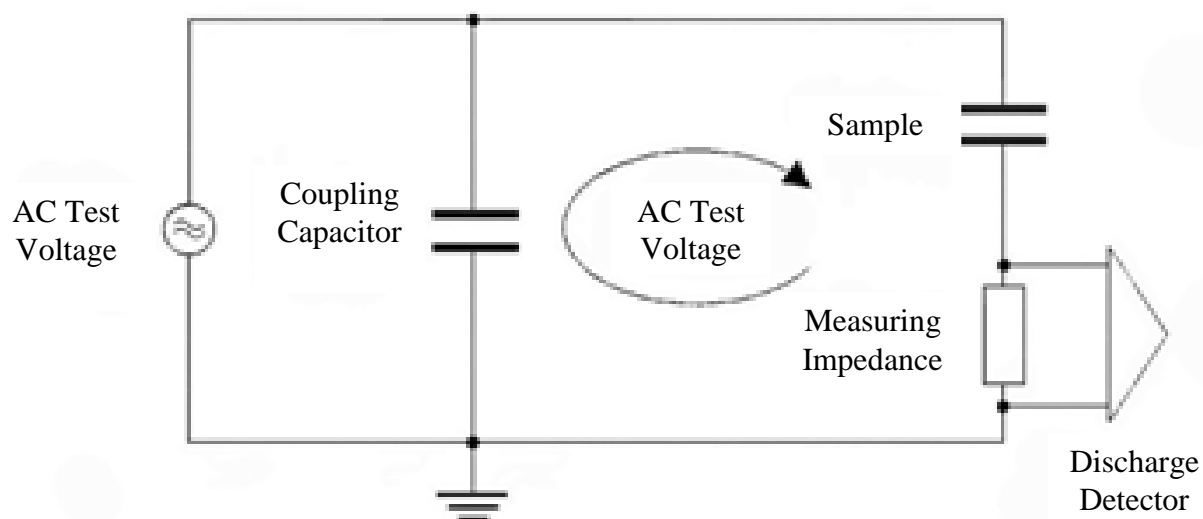 Sample
Coupling
Capacitor
AC Test
Voltage
AC Test
Voltage
Measuring
Impedance
Discharge
Detector